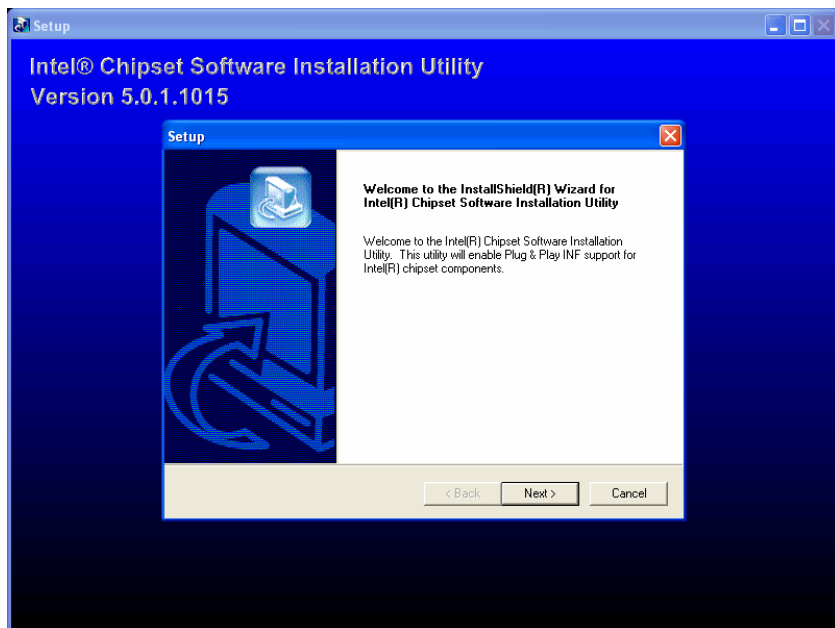 Setup
Intel® Chipset Software Installation Utility
Version 5.0.1.1015
Setup
Welcome to the InstallShield(R) Wizard for
Intel(R) Chipset Software Installation Utility
Welcome to the Intel(R) Chipset Software Installation
Utility. This utility will enable Plug & Play INF support for
Intel(R) chipset components.
< Back
Next >
Cancel